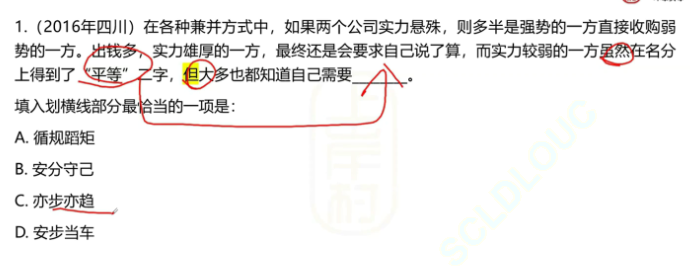 1.（2016年四川）在各种兼并方式中，如果两个公司实力悬殊，则多半是强势的一方直接收购弱
势的一方。出钱多，实力雄厚的一方，最终还是会要求自己说了算，而实力较弱的一方虽然在名分
上得到了“平等”二字，但大多也都知道自己需要_______。
填入划横线部分最恰当的一项是：
A. 循规蹈矩
B. 安分守己
C. 亦步亦趋
D. 安步当车
SCLDLOUC